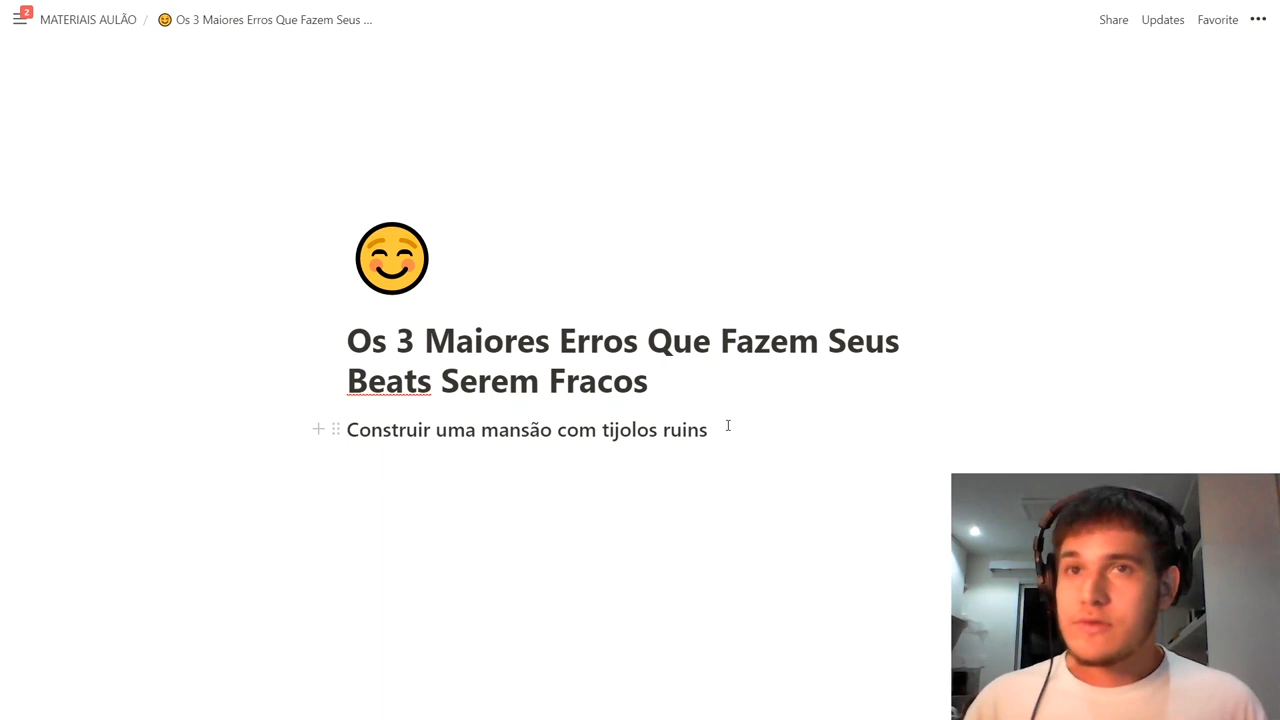 2
MATERIAIS AULÃO / Os 3 Maiores Erros Que Fazem Seus ...
Share Updates Favorite
Os 3 Maiores Erros Que Fazem Seus
Beats Serem Fracos
Construir uma mansão com tijolos ruins